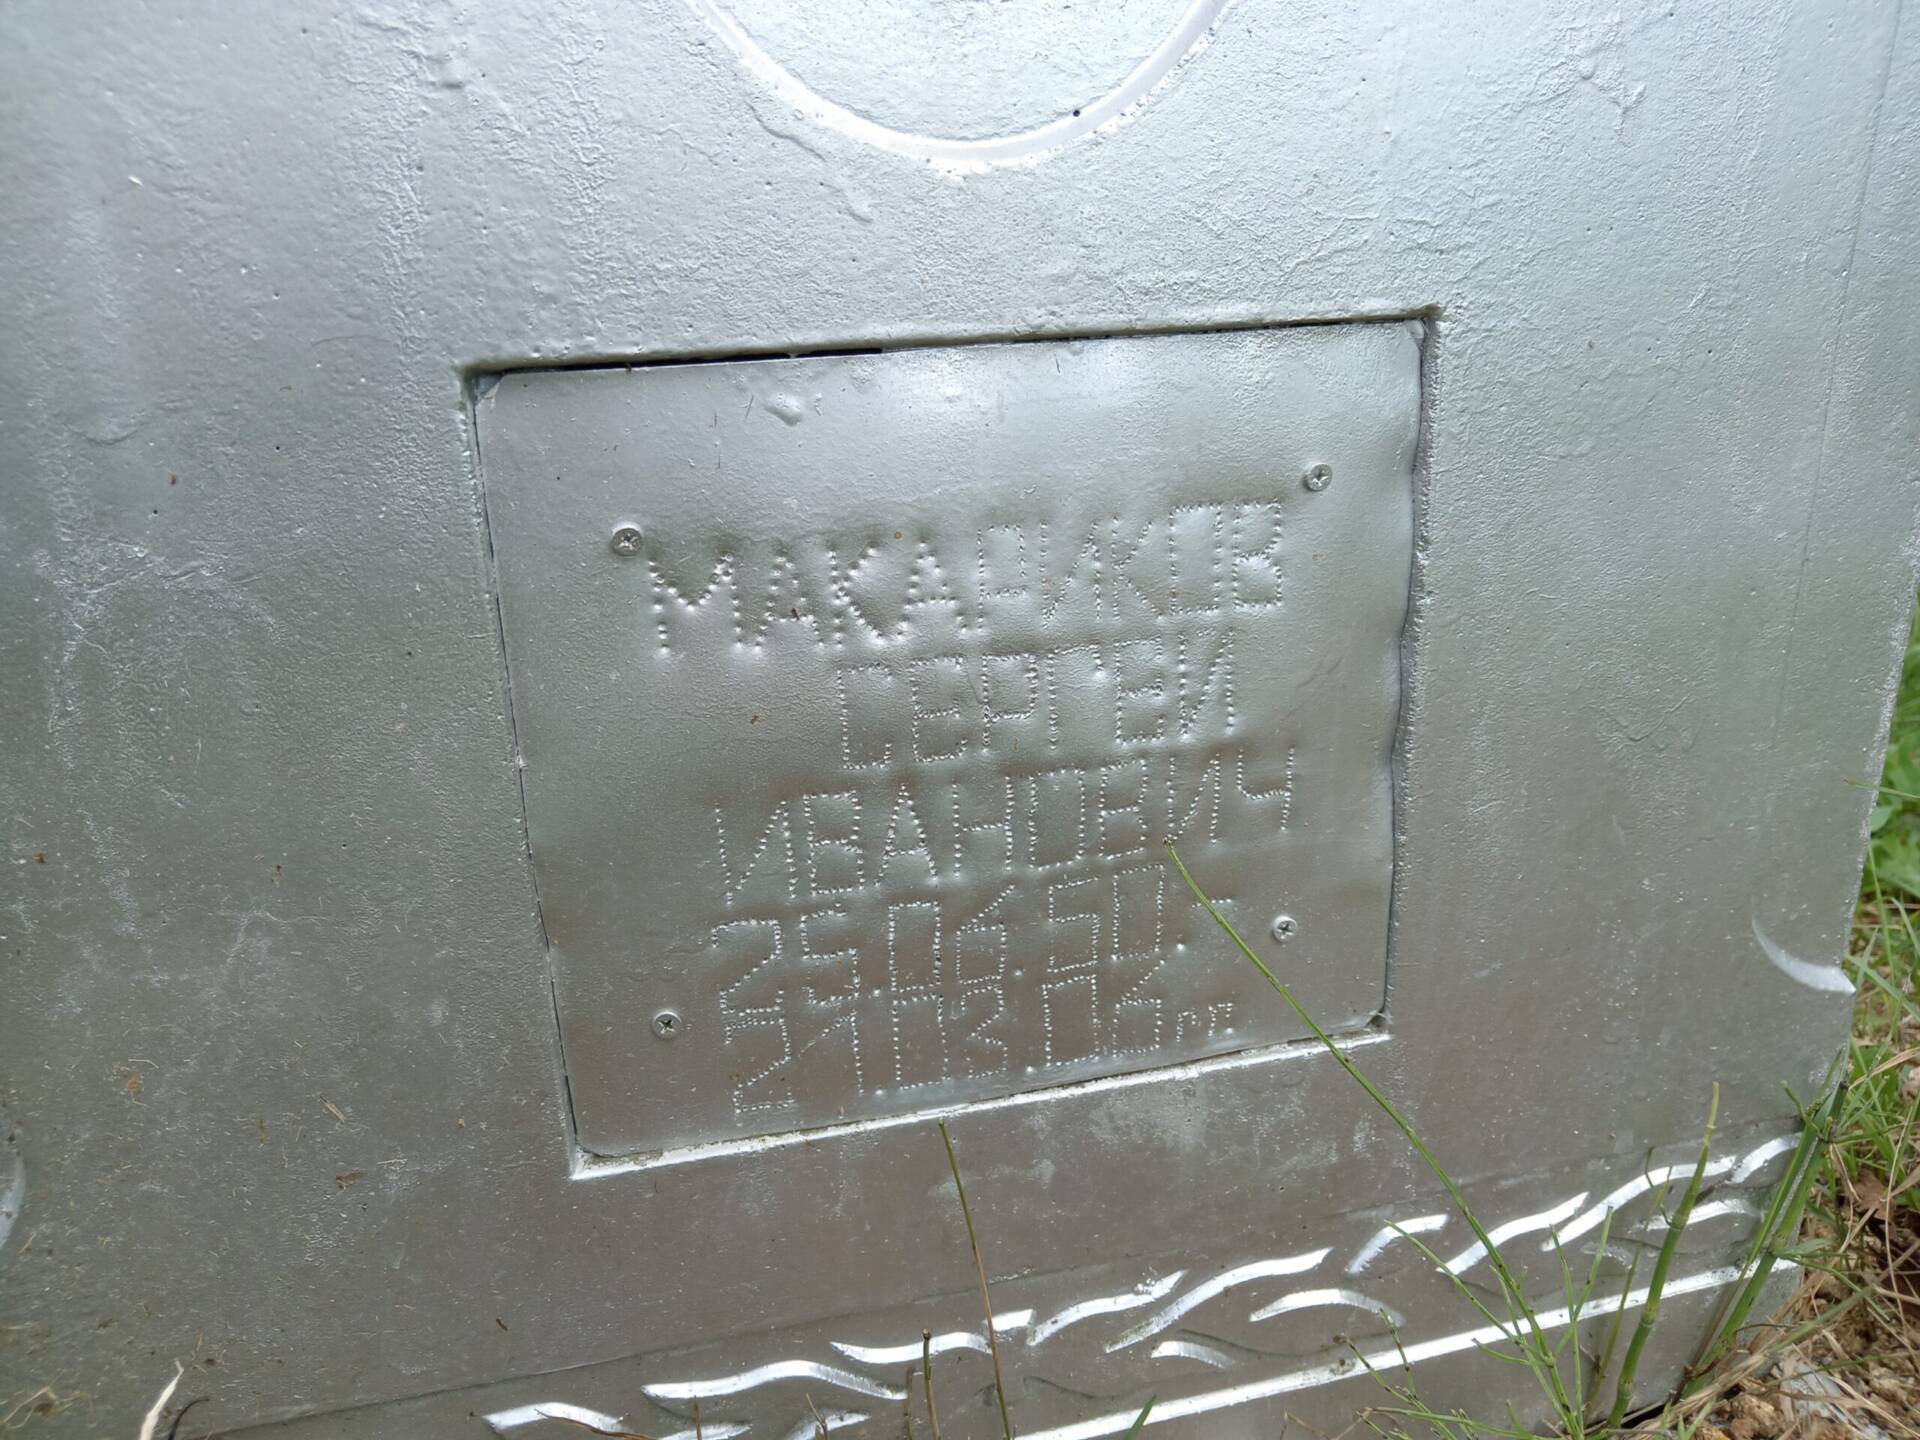 МАКАРИКОВ
СЕРГЕЙ
ИВАНОВИЧ
25.06.50.-
21.03.06гг.